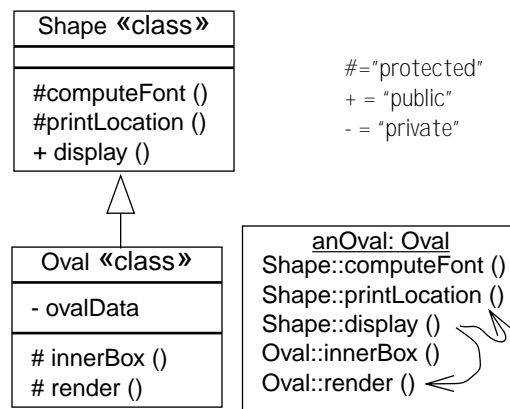 Shape «class»
#computeFont ()
#printLocation ()
+ display ()
#="protected"
+ = "public"
- = "private"
Oval «class»
- ovalData
# innerBox ()
# render ()
anOval: Oval
Shape::computeFont ()
Shape::printLocation ()
Shape::display ()
Oval::innerBox ()
Oval::render ()